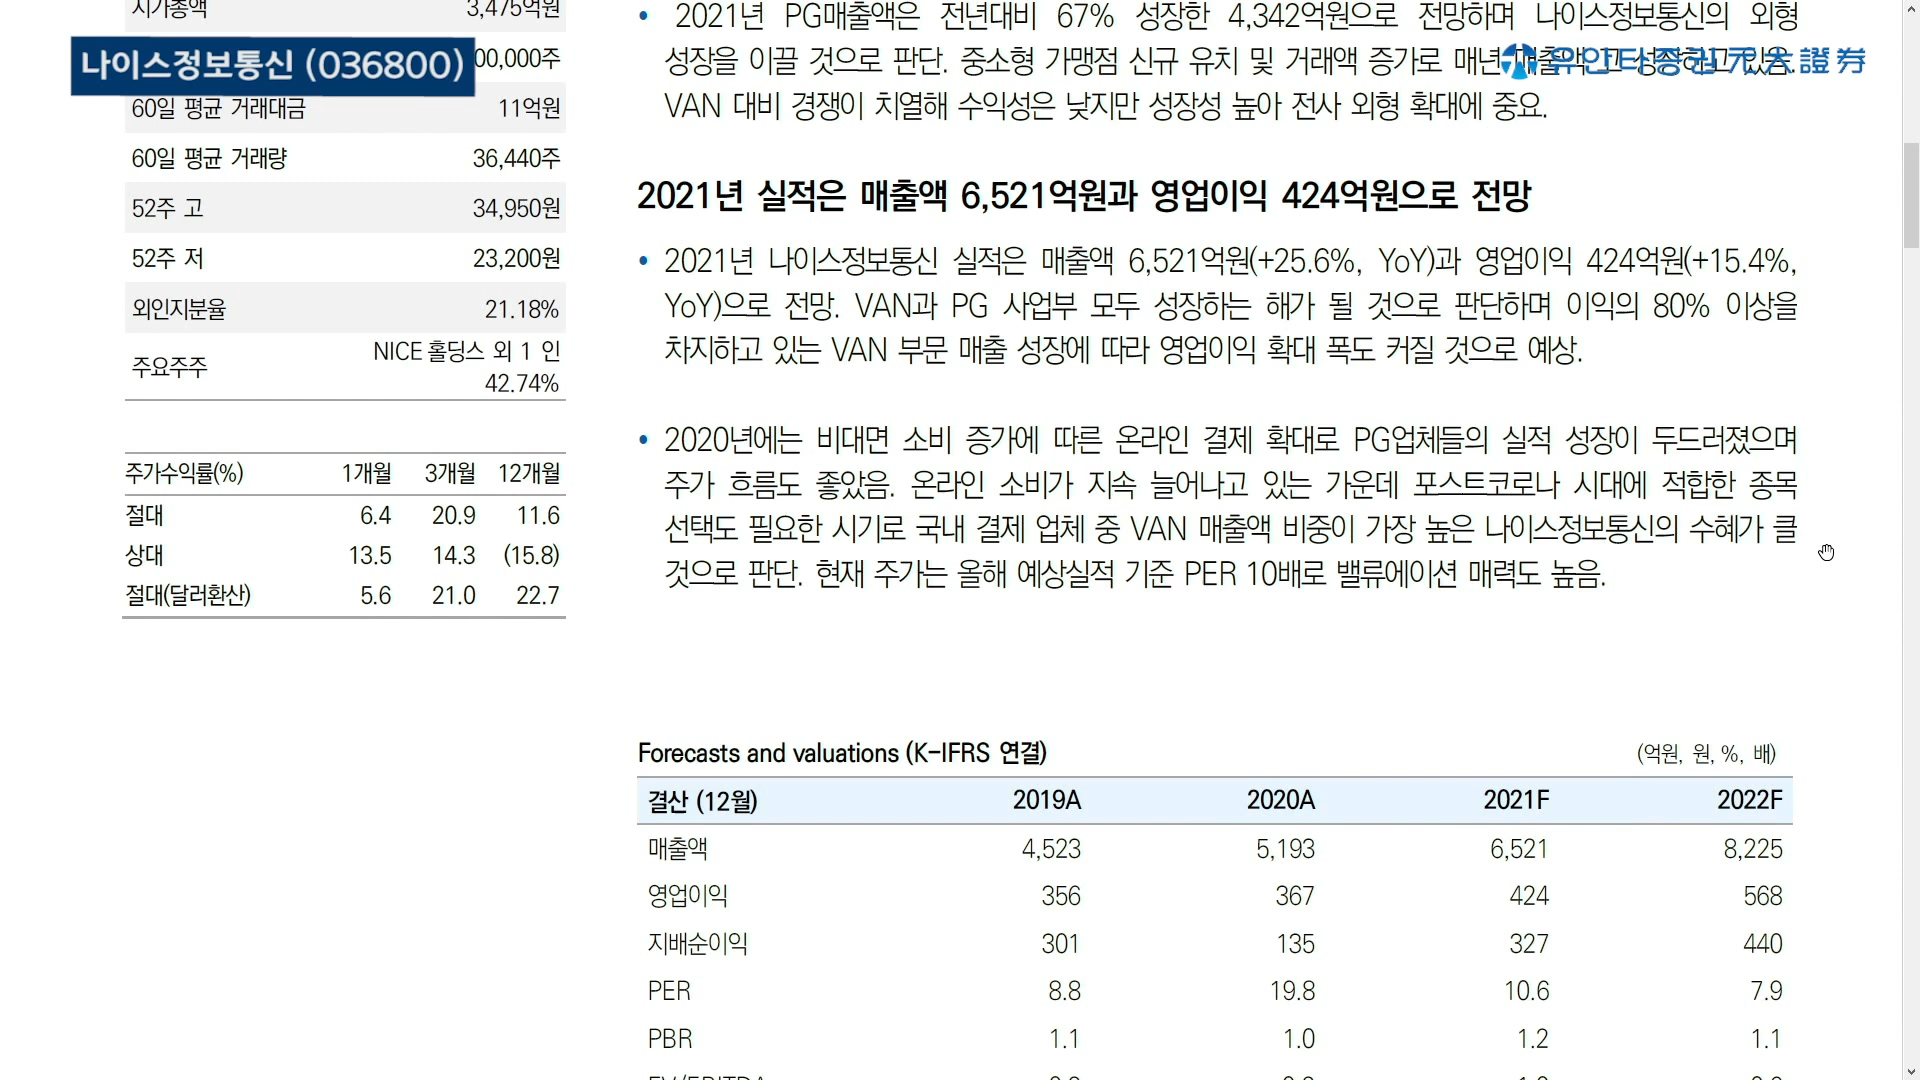 시가총액 3,475억원
나이스정보통신 (036800)
00,000주
60일 평균 거래대금 11억원
60일 평균 거래량 36,440주
52주 고 34,950원
52주 저 23,200원
외인지분율 21.18%
주요주주 NICE 홀딩스 외 1 인
42.74%
주가수익률(%) 1개월 3개월 12개월
절대 6.4 20.9 11.6
상대 13.5 14.3 (15.8)
절대(달러환산) 5.6 21.0 22.7
• 2021년 PG매출액은 전년대비 67% 성장한 4,342억원으로 전망하며 나이스정보통신의 외형
성장을 이끌 것으로 판단. 중소형 가맹점 신규 유치 및 거래액 증가로 매년 매출액 성장하고 있음.
유안타증권 元大證券
VAN 대비 경쟁이 치열해 수익성은 낮지만 성장성 높아 전사 외형 확대에 중요.
2021년 실적은 매출액 6,521억원과 영업이익 424억원으로 전망
• 2021년 나이스정보통신 실적은 매출액 6,521억원(+25.6%, YoY)과 영업이익 424억원(+15.4%,
YoY)으로 전망. VAN과 PG 사업부 모두 성장하는 해가 될 것으로 판단하며 이익의 80% 이상을
차지하고 있는 VAN 부문 매출 성장에 따라 영업이익 확대 폭도 커질 것으로 예상.
• 2020년에는 비대면 소비 증가에 따른 온라인 결제 확대로 PG업체들의 실적 성장이 두드러졌으며
주가 흐름도 좋았음. 온라인 소비가 지속 늘어나고 있는 가운데 포스트코로나 시대에 적합한 종목
선택도 필요한 시기로 국내 결제 업체 중 VAN 매출액 비중이 가장 높은 나이스정보통신의 수혜가 클
것으로 판단. 현재 주가는 올해 예상실적 기준 PER 10배로 밸류에이션 매력도 높음.
Forecasts and valuations (K-IFRS 연결) (억원, 원, %, 배)
결산 (12월) 2019A 2020A 2021F 2022F
매출액 4,523 5,193 6,521 8,225
영업이익 356 367 424 568
지배순이익 301 135 327 440
PER 8.8 19.8 10.6 7.9
PBR 1.1 1.0 1.2 1.1
EV/EBITDA